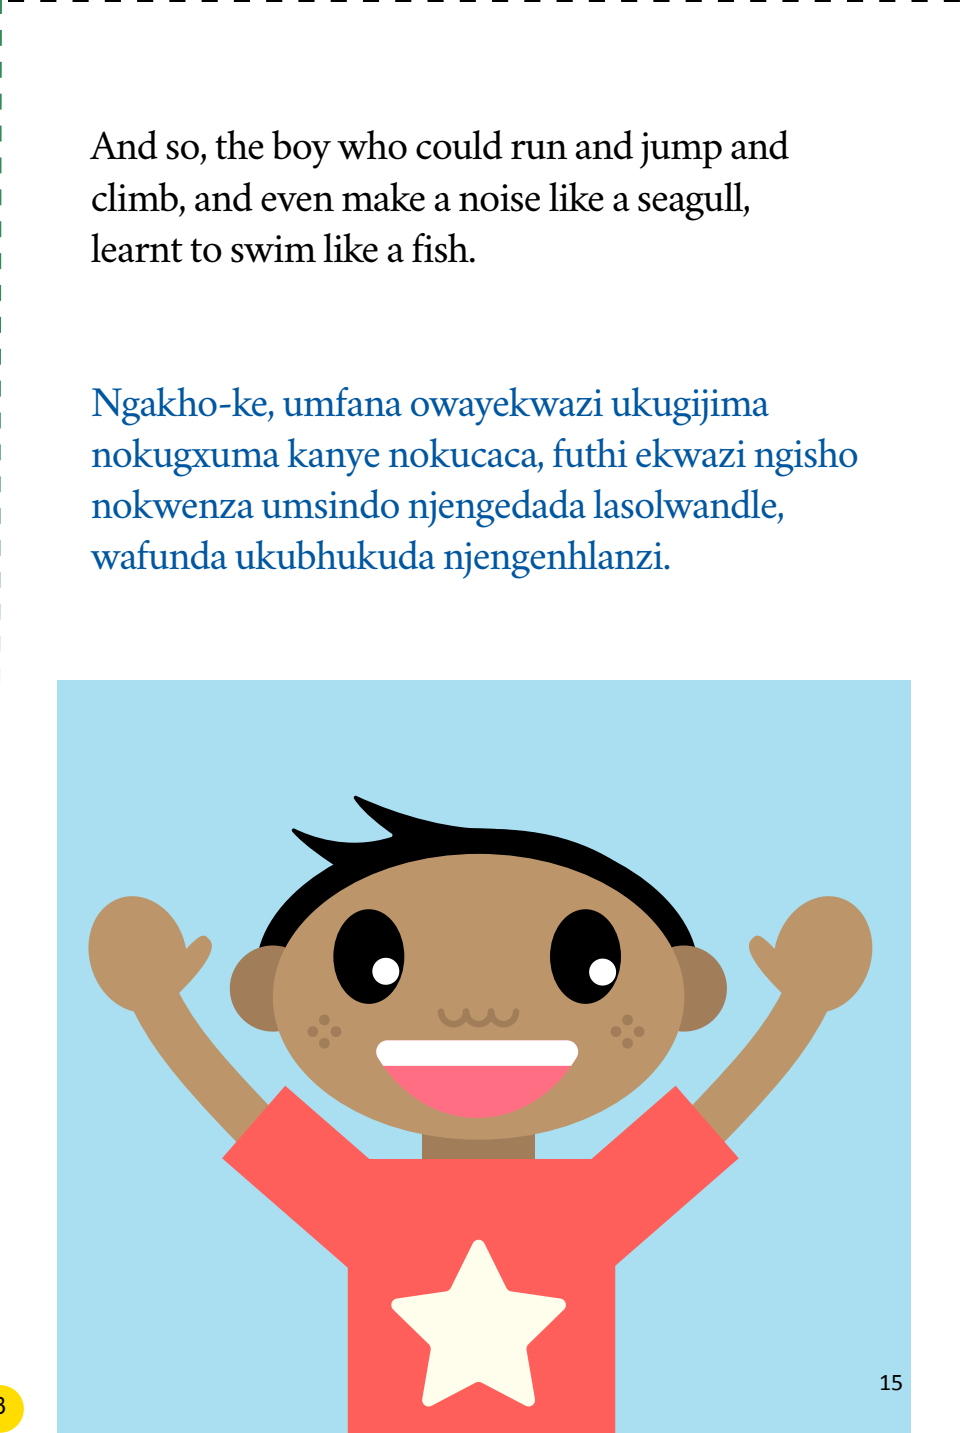 And so, the boy who could run and jump and
climb, and even make a noise like a seagull,
learnt to swim like a fish.
Ngakho-ke, umfana owayekwazi ukugijima
nokugxuma kanye nokucaca, futhi ekwazi ngisho
nokwenza umsindo njengedada lasolwandle,
wafunda ukubhukuda njengenhlanzi.
15